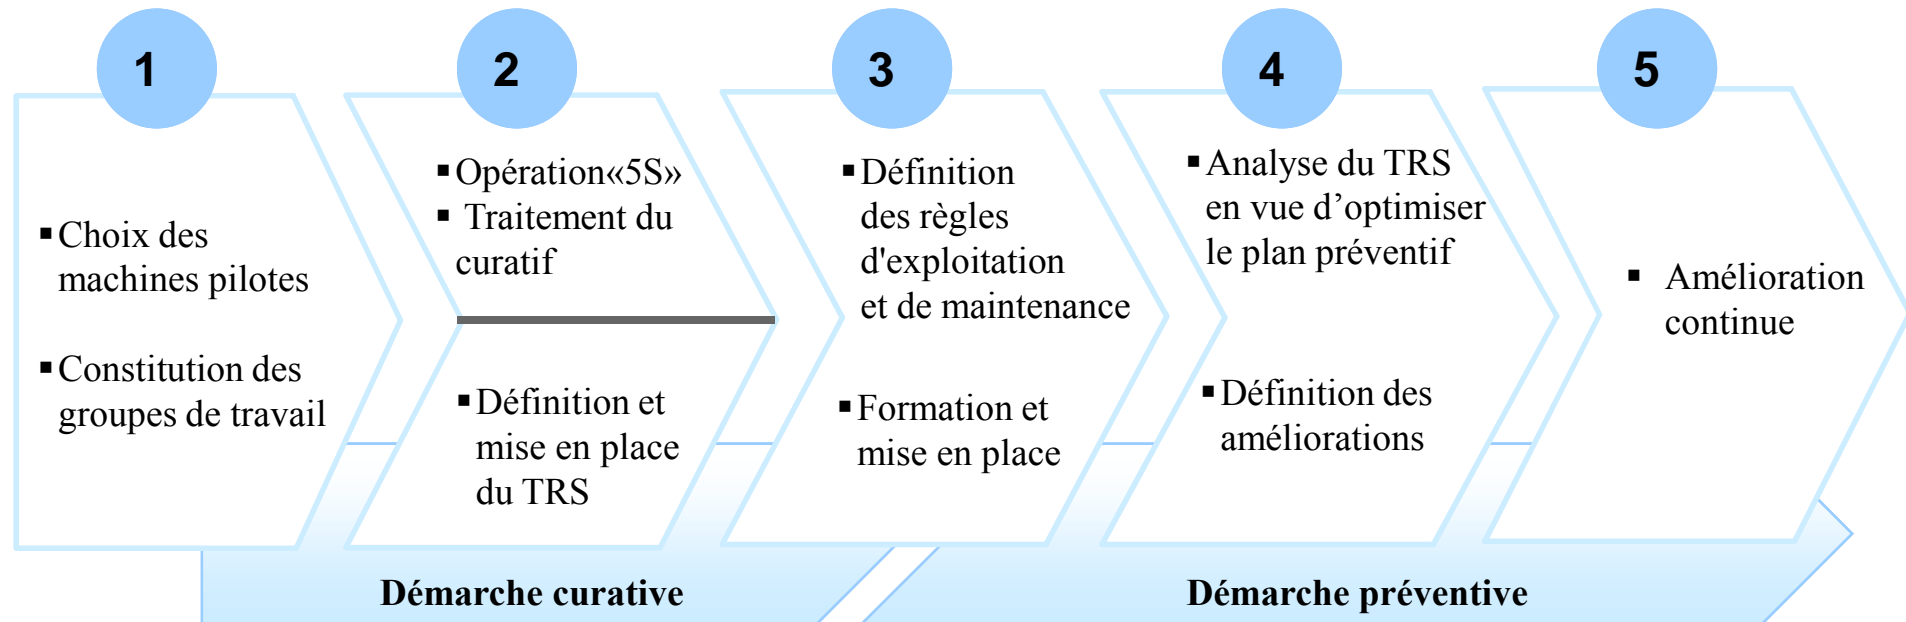 1
▪Choix des
machines pilotes
▪Constitution des
groupes de travail
2
▪Opération«5S»
▪ Traitement du
curatif
▪Définition et
mise en place
du TRS
3
▪Définition
des règles
d'exploitation
et de maintenance
▪Formation et
mise en place
4
▪Analyse du TRS
en vue d’optimiser
le plan préventif
▪Définition des
améliorations
5
▪ Amélioration
continue
Démarche curative
Démarche préventive